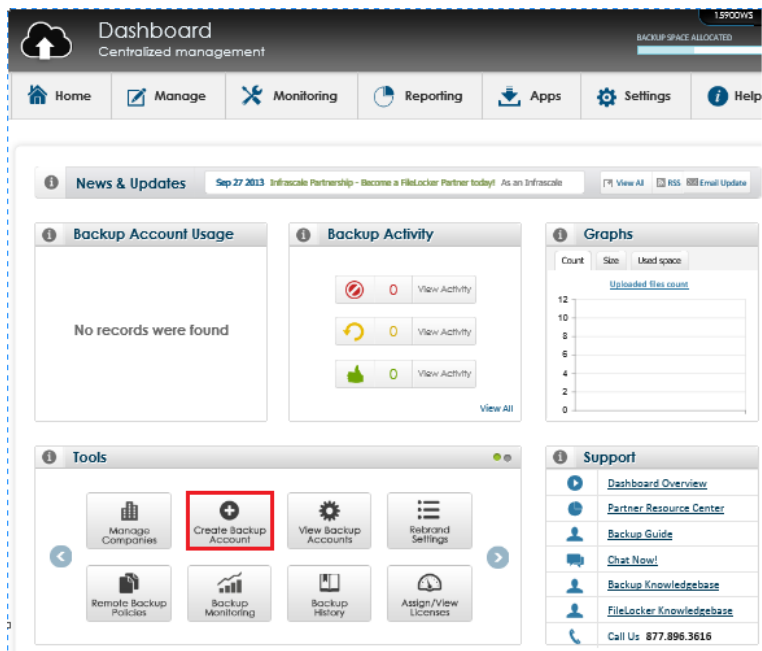 Dashboard
Centralized management
1.5900WS
BACKUP SPACE ALLOCATED
Home
Manage
Monitoring
Reporting
Apps
Settings
Help
News & Updates
Sep 27 2013 Infrascale Partnership - Become a FileLocker Partner today! As an Infrascale
View All
RSS
Email Update
Backup Account Usage
No records were found
Backup Activity
0 View Activity
0 View Activity
0 View Activity
View All
Graphs
Count
Size
Used space
Uploaded files count
12
10
8
6
4
2
0
Tools
Manage
Companies
Create Backup
Account
View Backup
Accounts
Rebrand
Settings
Remote Backup
Policies
Backup
Monitoring
Backup
History
Assign/View
Licenses
Support
Dashboard Overview
Partner Resource Center
Backup Guide
Chat Now!
Backup Knowledgebase
FileLocker Knowledgebase
Call Us 877.896.3616